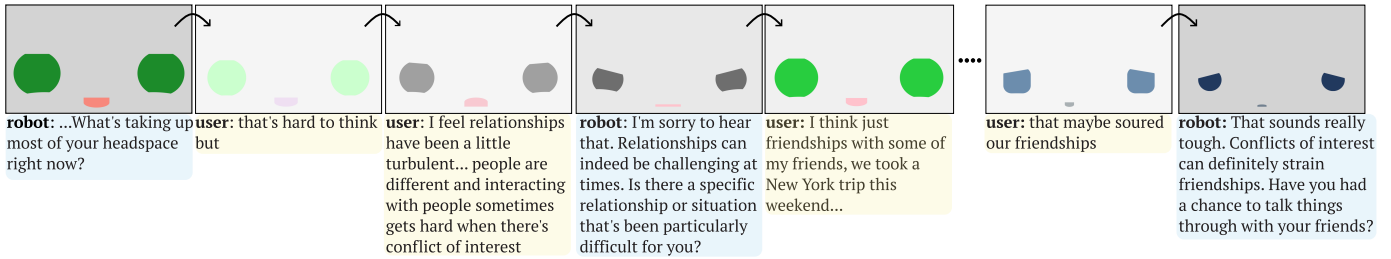 robot: ...What's taking up
most of your headspace
right now?
user: that's hard to think
but
user: I feel relationships
have been a little
turbulent... people are
different and interacting
with people sometimes
gets hard when there's
conflict of interest
robot: I'm sorry to hear
that. Relationships can
indeed be challenging at
times. Is there a specific
relationship or situation
that's been particularly
difficult for you?
user: I think just
friendships with some of
my friends, we took a
New York trip this
weekend...
user: that maybe soured
our friendships
robot: That sounds really
tough. Conflicts of interest
can definitely strain
friendships. Have you had
a chance to talk things
through with your friends?